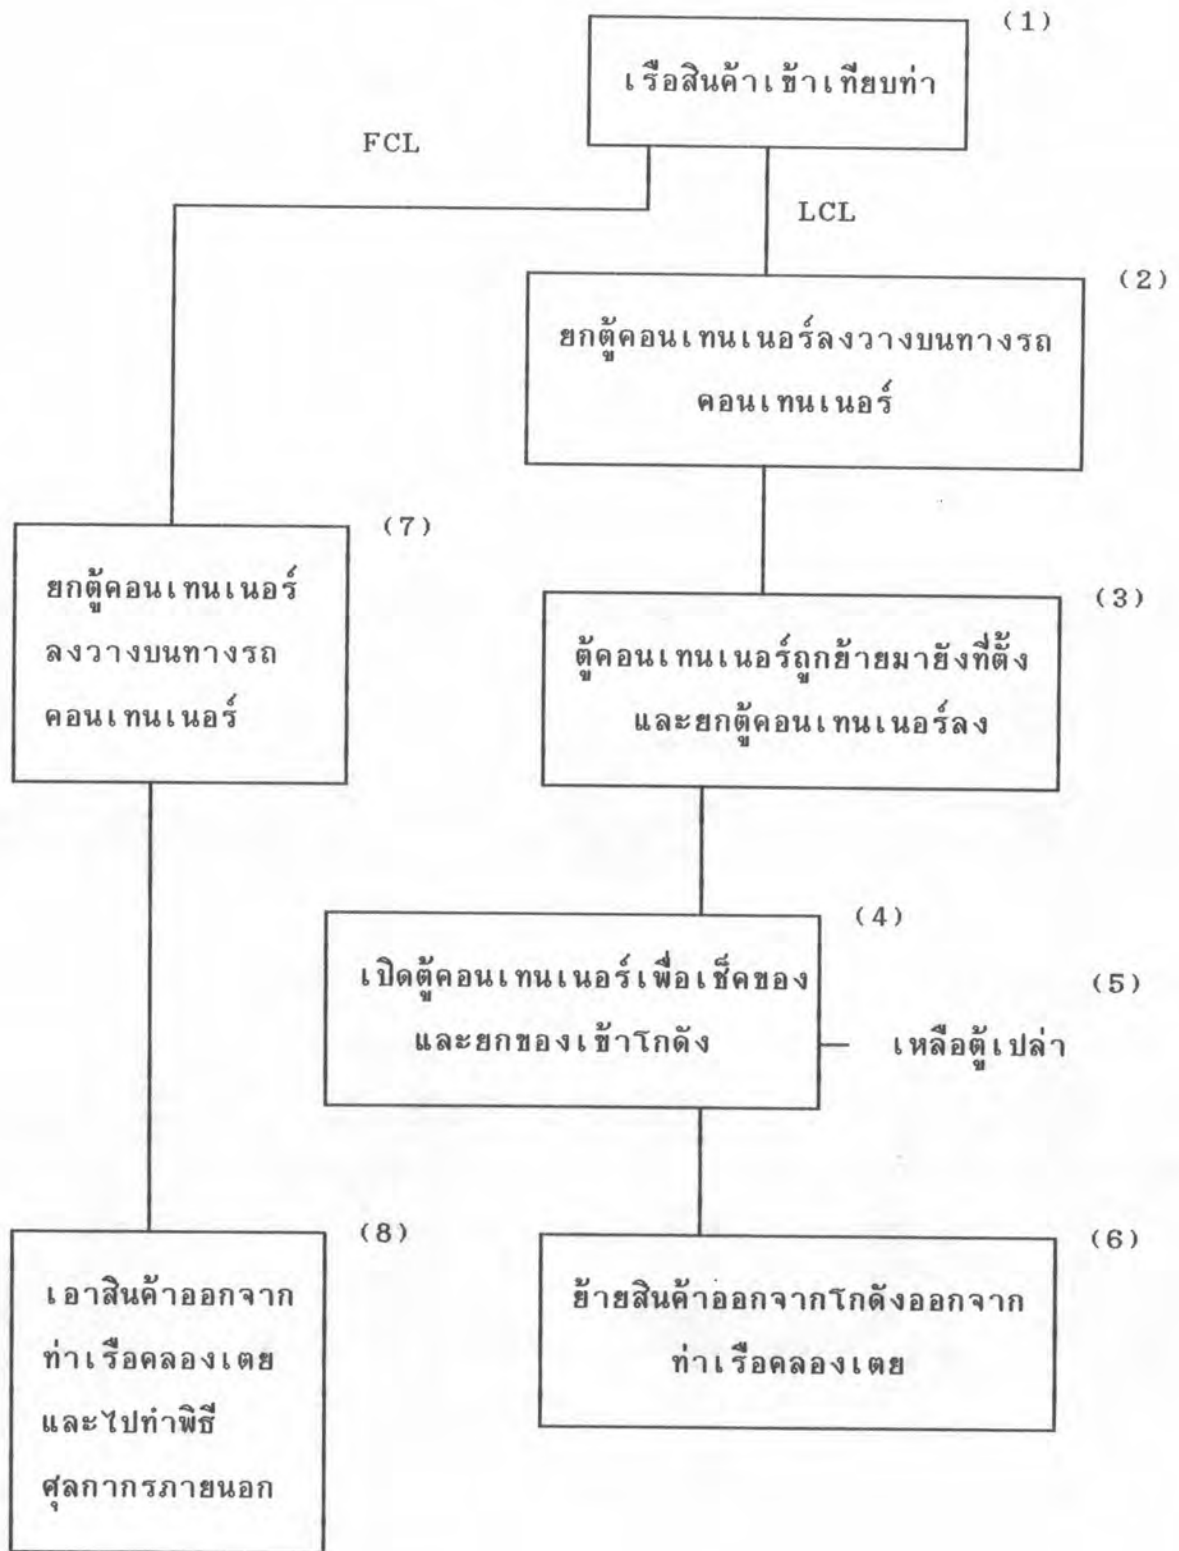 (1)
เรือสินค้าเข้าเทียบท่า
FCL
LCL
(2)
ยกตู้คอนเทนเนอร์ลงวางบนทางรถ
คอนเทนเนอร์
(7)
ยกตู้คอนเทนเนอร์
ลงวางบนทางรถ
คอนเทนเนอร์
(3)
ตู้คอนเทนเนอร์ถูกย้ายมายังที่ตั้ง
และยกตู้คอนเทนเนอร์ลง
(4)
เปิดตู้คอนเทนเนอร์เพื่อเช็คของ
และยกของเข้าโกดัง
(5)
เหลือตู้เปล่า
(8)
เอาสินค้าออกจาก
ท่าเรือคลองเตย
และไปทำพิธี
ศุลกากรภายนอก
(6)
ย้ายสินค้าออกจากโกดังออกจาก
ท่าเรือคลองเตย